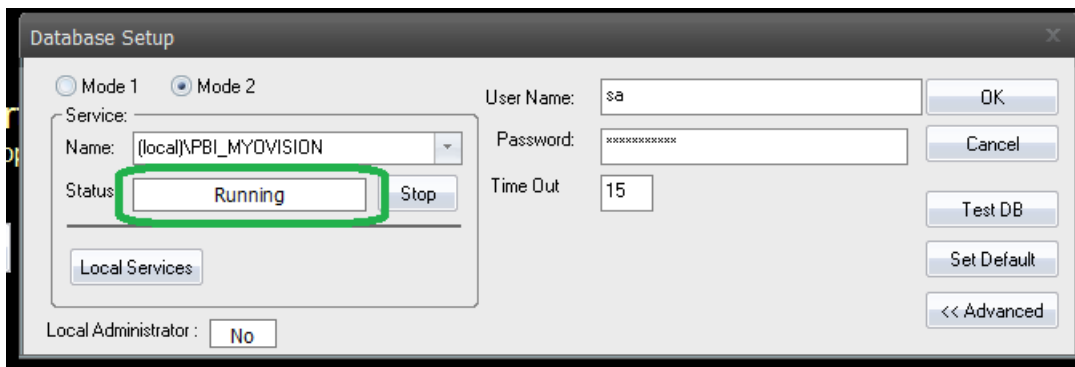 Database Setup
Mode 1 Mode 2
Service:
Name: (local)\PBI_MYOVISION
Status Running Stop
Local Services
Local Administrator : No
User Name: sa
Password: xxxxxxxxxxx
Time Out 15
OK
Cancel
Test DB
Set Default
<< Advanced